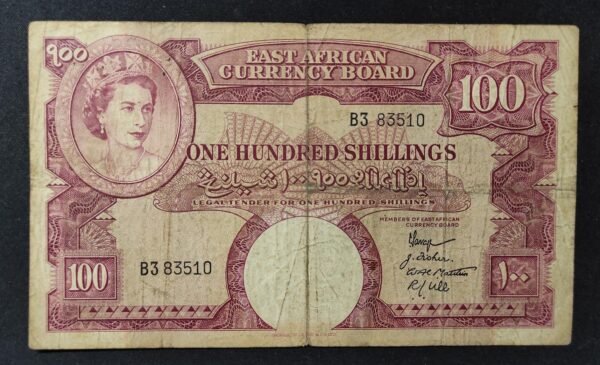 ૧૦૦
EAST AFRICAN
CURRENCY BOARD
100
B3 83510
ONE HUNDRED SHILLINGS
LEGAL TENDER FOR ONE HUNDRED SHILLINGS
MEMBERS OF EAST AFRICAN
CURRENCY BOARD
100
B3 83510
١٠٠